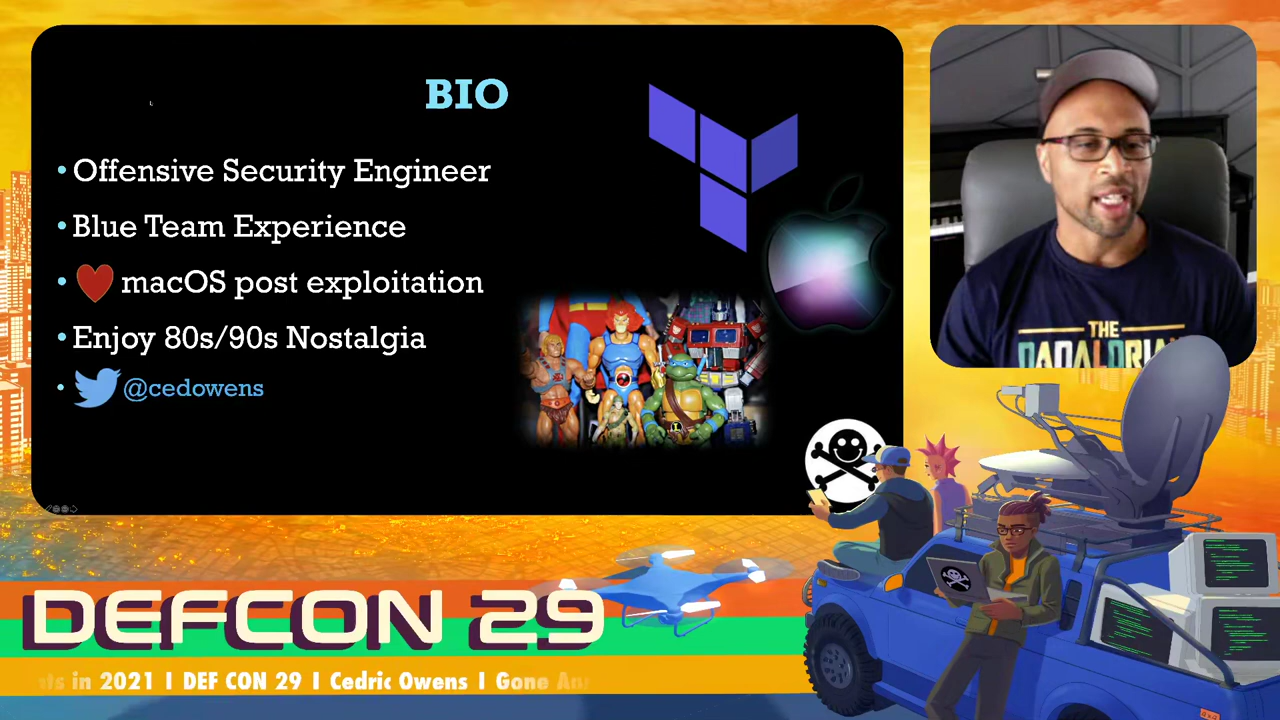 BIO
Offensive Security Engineer
Blue Team Experience
macOS post exploitation
Enjoy 80s/90s Nostalgia
@cedowens
THE
DEFCON 29
in 2021 | DEF CON 29 | Cedric Owens | Gone